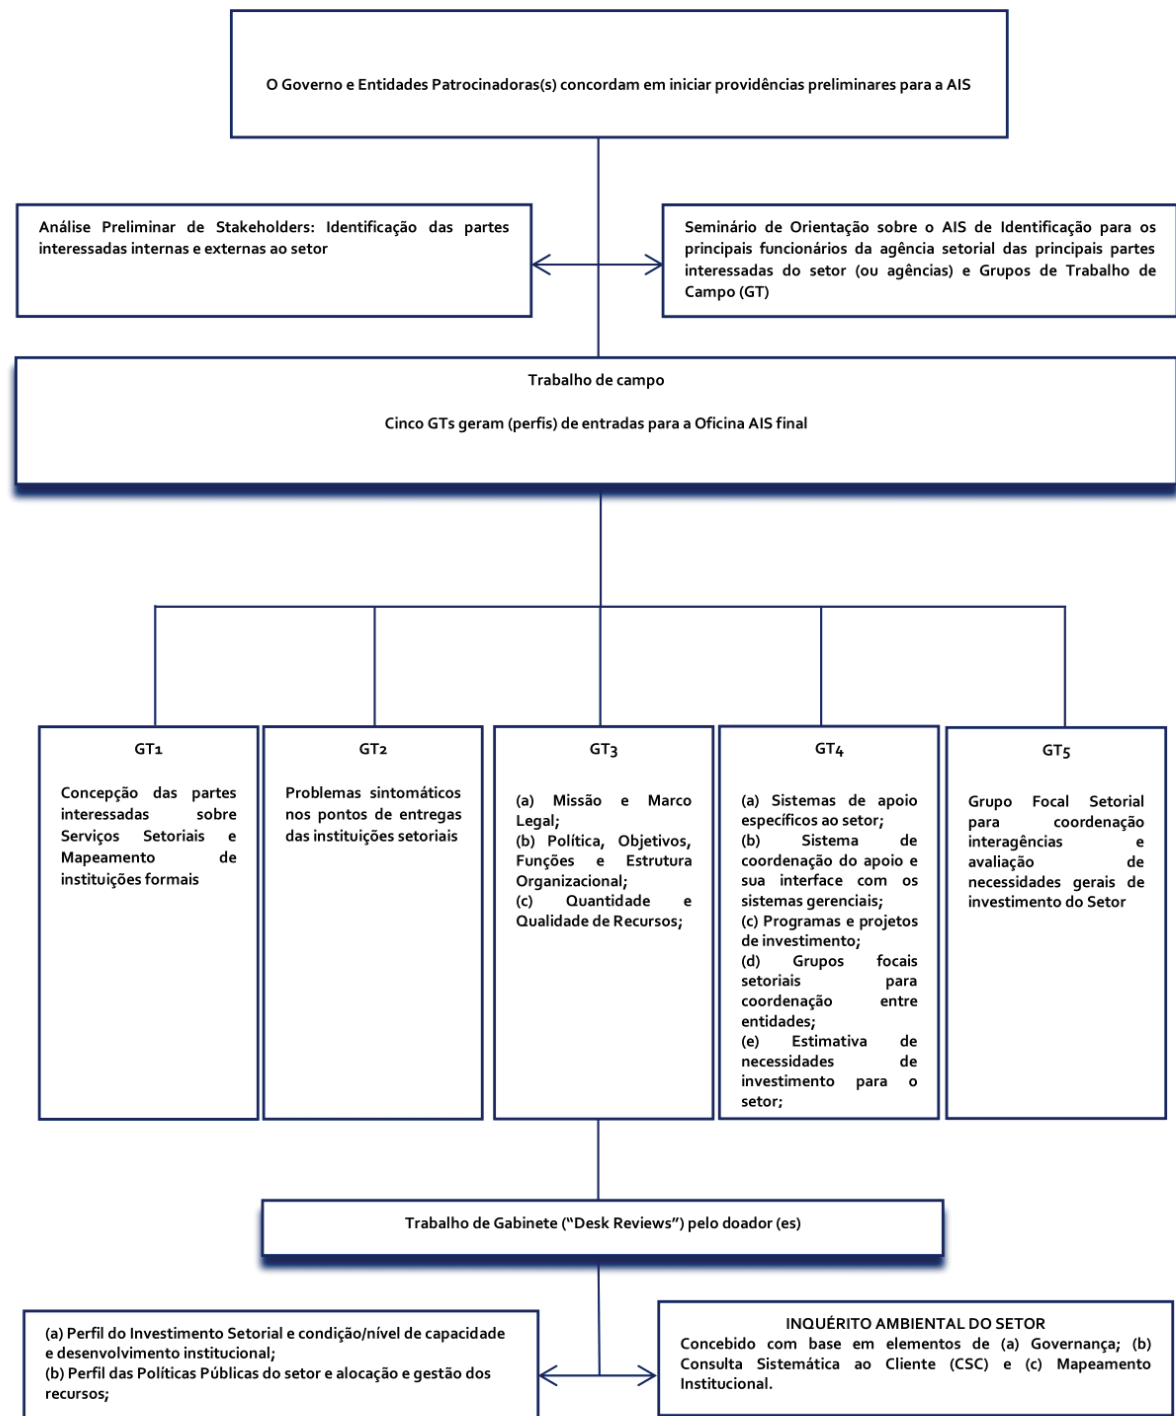 O Governo e Entidades Patrocinadoras(s) concordam em iniciar providências preliminares para a AIS
Análise Preliminar de Stakeholders: Identificação das partes
interessadas internas e externas ao setor
Seminário de Orientação sobre o AIS de Identificação para os
principais funcionários da agência setorial das principais partes
interessadas do setor (ou agências) e Grupos de Trabalho de
Campo (GT)
Trabalho de campo
Cinco GTs geram (perfis) de entradas para a Oficina AIS final
GT1
Concepção das partes
interessadas sobre
Serviços Setoriais e
Mapeamento de
instituições formais
GT2
Problemas sintomáticos
nos pontos de entregas
das instituições setoriais
GT3
(a) Missão e Marco
Legal;
(b) Política, Objetivos,
Funções e Estrutura
Organizacional;
(c) Quantidade e
Qualidade de Recursos;
GT4
(a) Sistemas de apoio
específicos ao setor;
(b) Sistema de
coordenação do apoio e
sua interface com os
sistemas gerenciais;
(c) Programas e projetos
de investimento;
(d) Grupos focais
setoriais para
coordenação entre
entidades;
(e) Estimativa de
necessidades de
investimento para o
setor;
GT5
Grupo Focal Setorial
para coordenação
interagências e
avaliação de
necessidades gerais de
investimento do Setor
Trabalho de Gabinete (“Desk Reviews”) pelo doador (es)
(a) Perfil do Investimento Setorial e condição/nível de capacidade
e desenvolvimento institucional;
(b) Perfil das Políticas Públicas do setor e alocação e gestão dos
recursos;
INQUÉRITO AMBIENTAL DO SETOR
Concebido com base em elementos de (a) Governança; (b)
Consulta Sistemática ao Cliente (CSC) e (c) Mapeamento
Institucional.